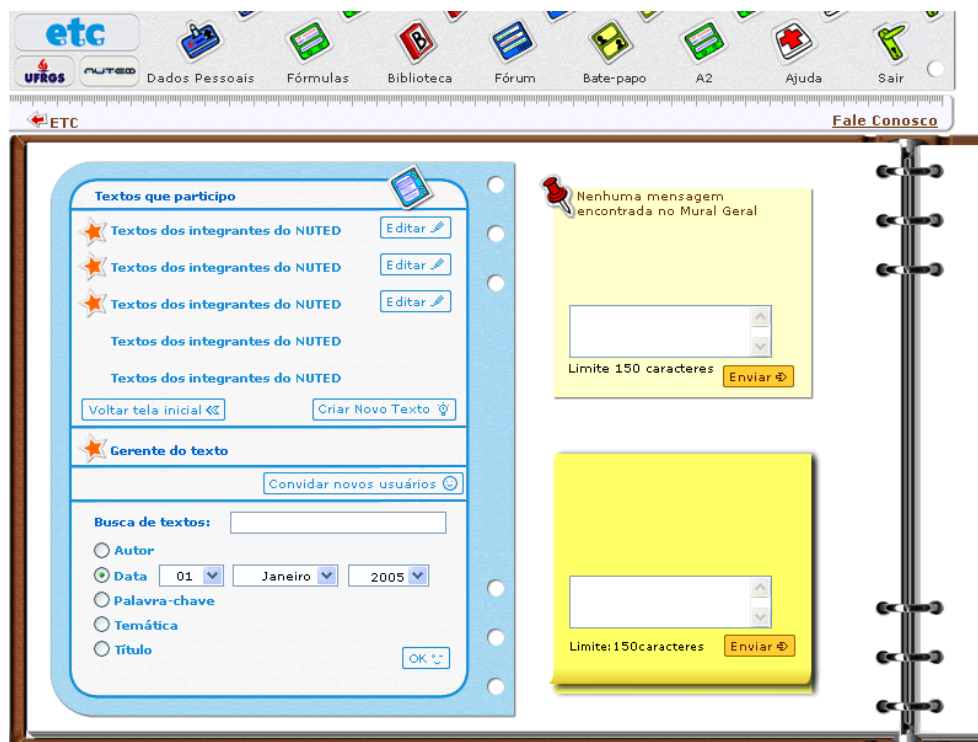 etc
UFRGS
NUTED
Dados Pessoais
Fórmulas
Biblioteca
Fórum
Bate-papo
A2
Ajuda
Sair
ETC
Fale Conosco
Textos que participo
Textos dos integrantes do NUTED
Editar
Textos dos integrantes do NUTED
Editar
Textos dos integrantes do NUTED
Editar
Textos dos integrantes do NUTED
Textos dos integrantes do NUTED
Voltar tela inicial
Criar Novo Texto
Gerente do texto
Convidar novos usuários
Busca de textos:
Autor
Data 01 Janeiro 2005
Palavra-chave
Temática
Título
OK
Nenhuma mensagem
encontrada no Mural Geral
Limite 150 caracteres
Enviar
Limite:150caracteres
Enviar